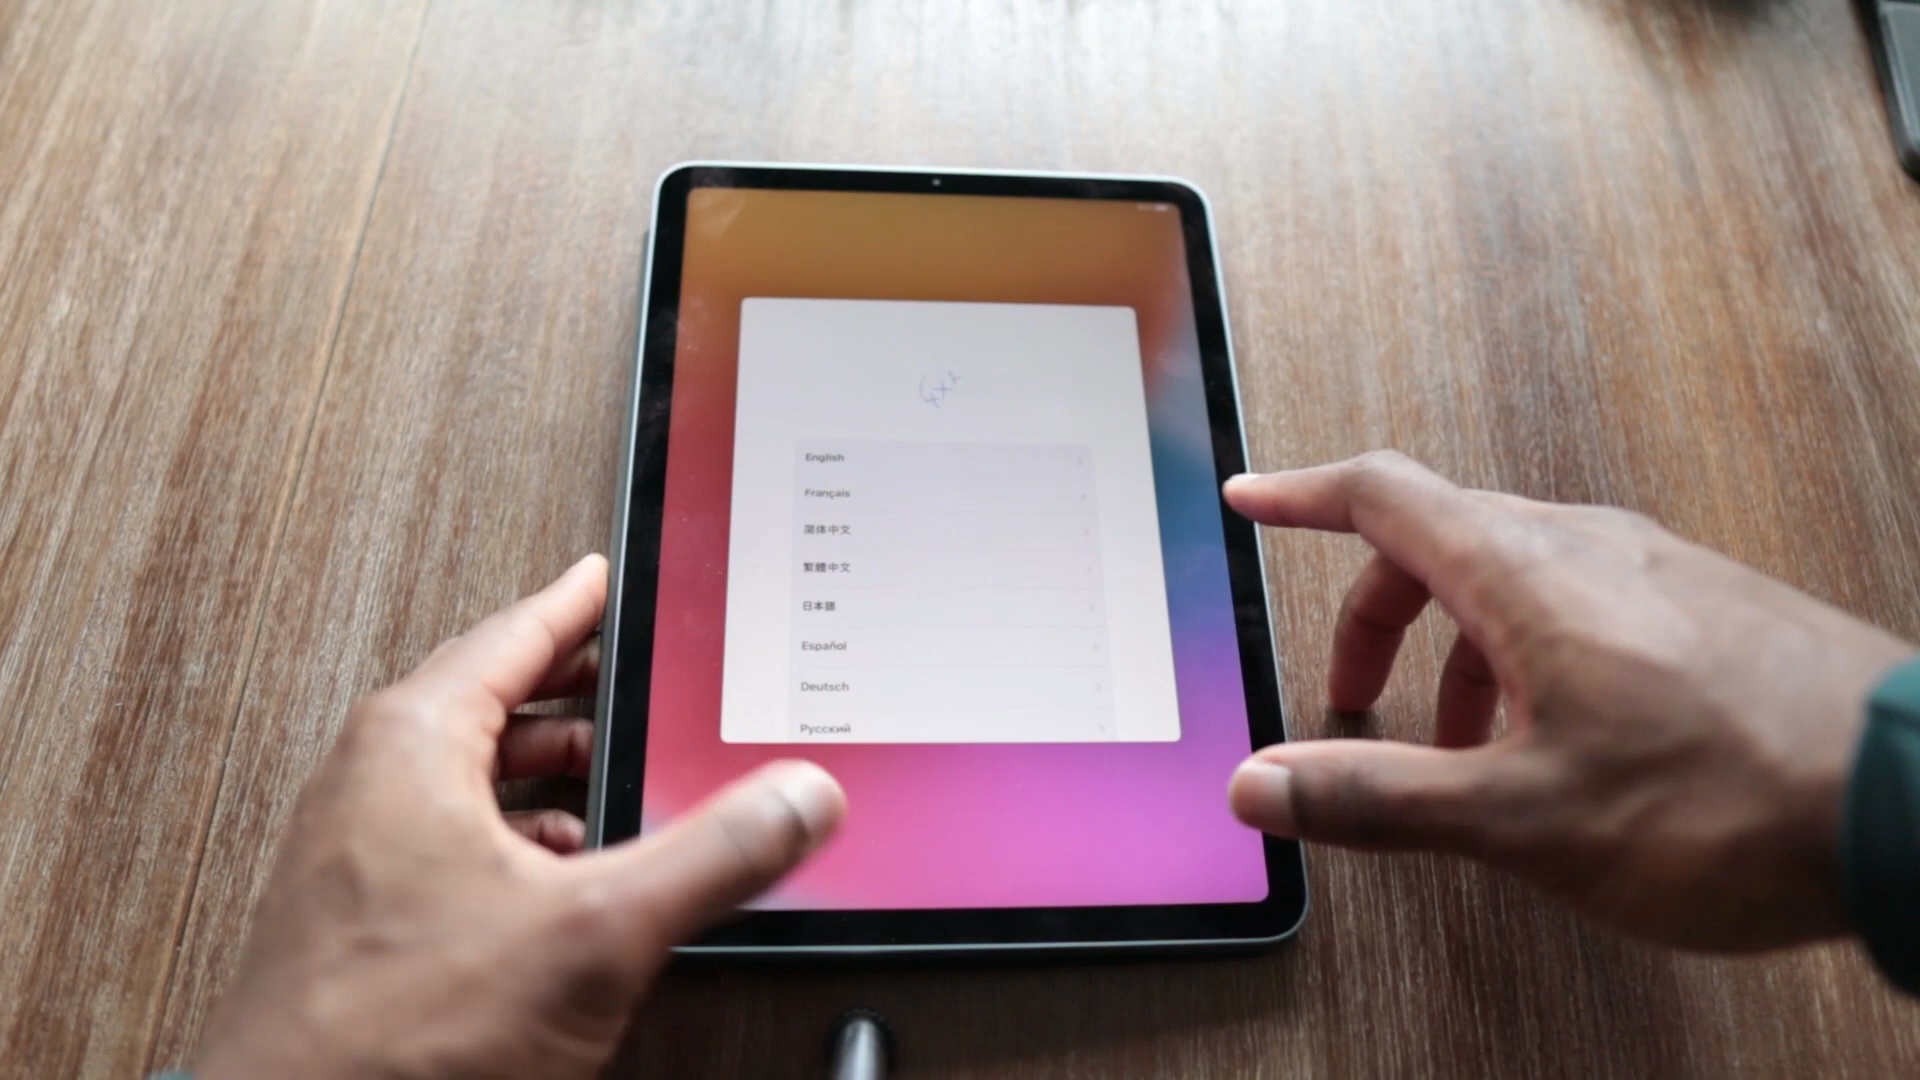 English
Français
简体中文
繁體中文
日本語
Español
Deutsch
Русский